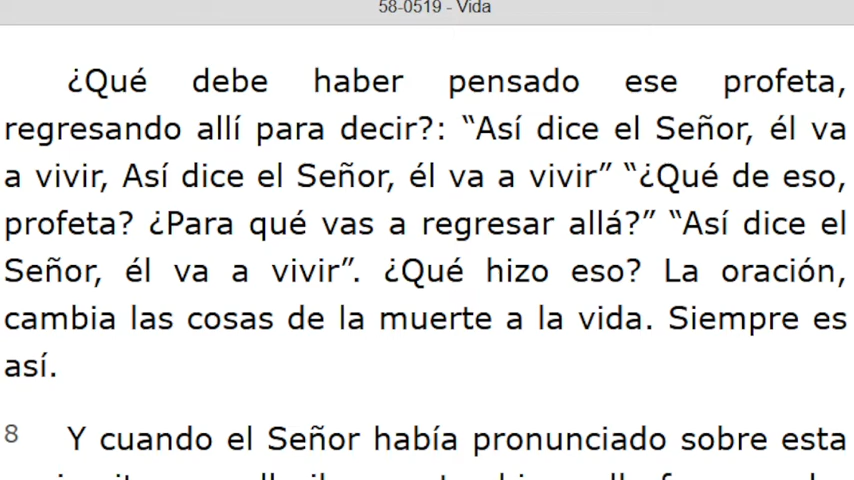 58-0519 - Vida
¿Qué debe haber pensado ese profeta,
regresando allí para decir?: “Así dice el Señor, él va
a vivir, Así dice el Señor, él va a vivir” “¿Qué de eso,
profeta? ¿Para qué vas a regresar allá?” “Así dice el
Señor, él va a vivir”. ¿Qué hizo eso? La oración,
cambia las cosas de la muerte a la vida. Siempre es
así.
8 Y cuando el Señor había pronunciado sobre esta